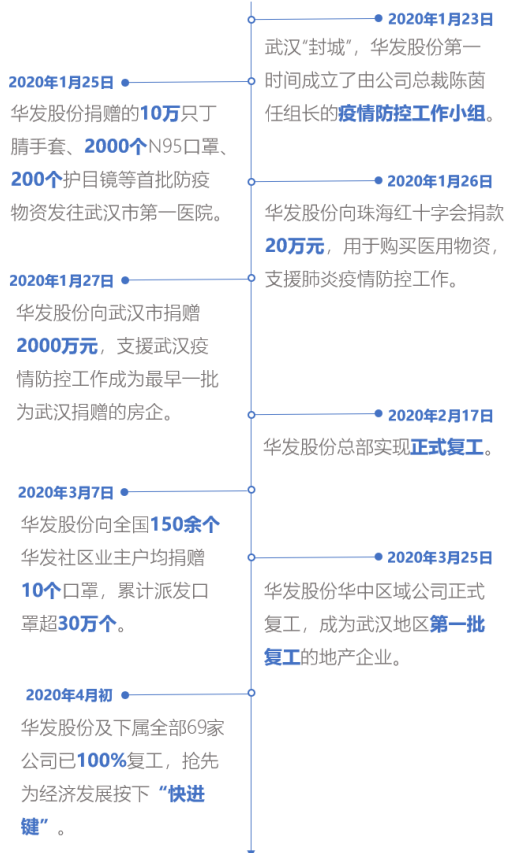 2020年1月23日
武汉“封城”，华发股份第一
时间成立了由公司总裁陈茵
任组长的疫情防控工作小组。
2020年1月25日
华发股份捐赠的10万只丁
腈手套、2000个N95口罩、
200个护目镜等首批防疫
物资发往武汉市第一医院。
2020年1月26日
华发股份向珠海红十字会捐款
20万元，用于购买医用物资，
支援肺炎疫情防控工作。
2020年1月27日
华发股份向武汉市捐赠
2000万元，支援武汉疫
情防控工作成为最早一批
为武汉捐赠的房企。
2020年2月17日
华发股份总部实现正式复工。
2020年3月7日
华发股份向全国150余个
华发社区业主户均捐赠
10个口罩，累计派发口
罩超30万个。
2020年3月25日
华发股份华中区域公司正式
复工，成为武汉地区第一批
复工的地产企业。
2020年4月初
华发股份及下属全部69家
公司已100%复工，抢先
为经济发展按下“快进
键”。